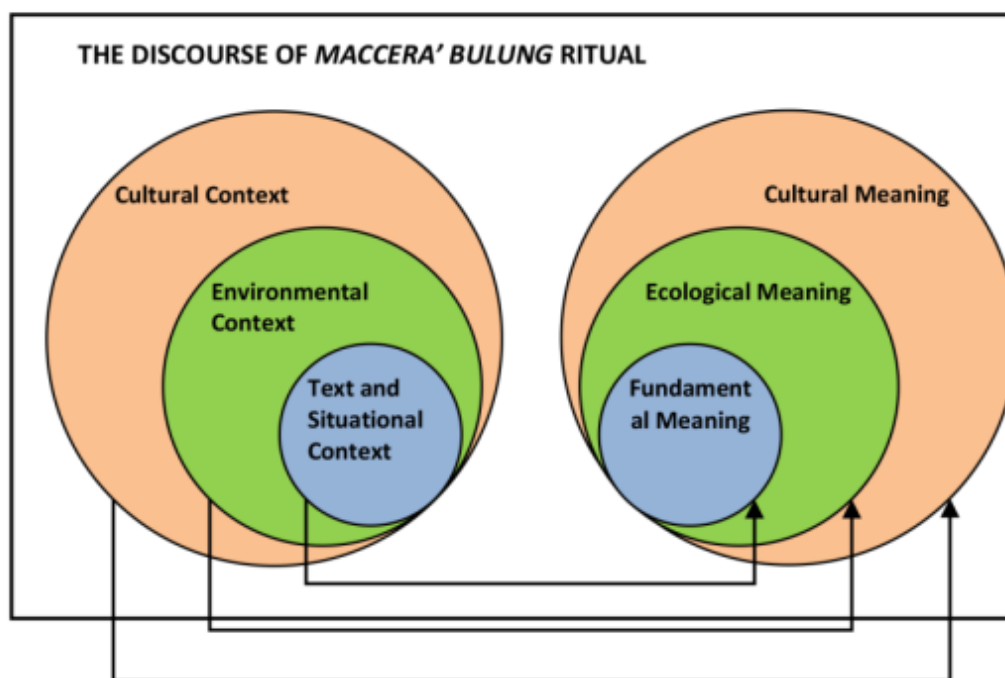 THE DISCOURSE OF MACCERA’ BULUNG RITUAL
Cultural Context
Environmental
Context
Text and
Situational
Context
Cultural Meaning
Ecological Meaning
Fundament
al Meaning